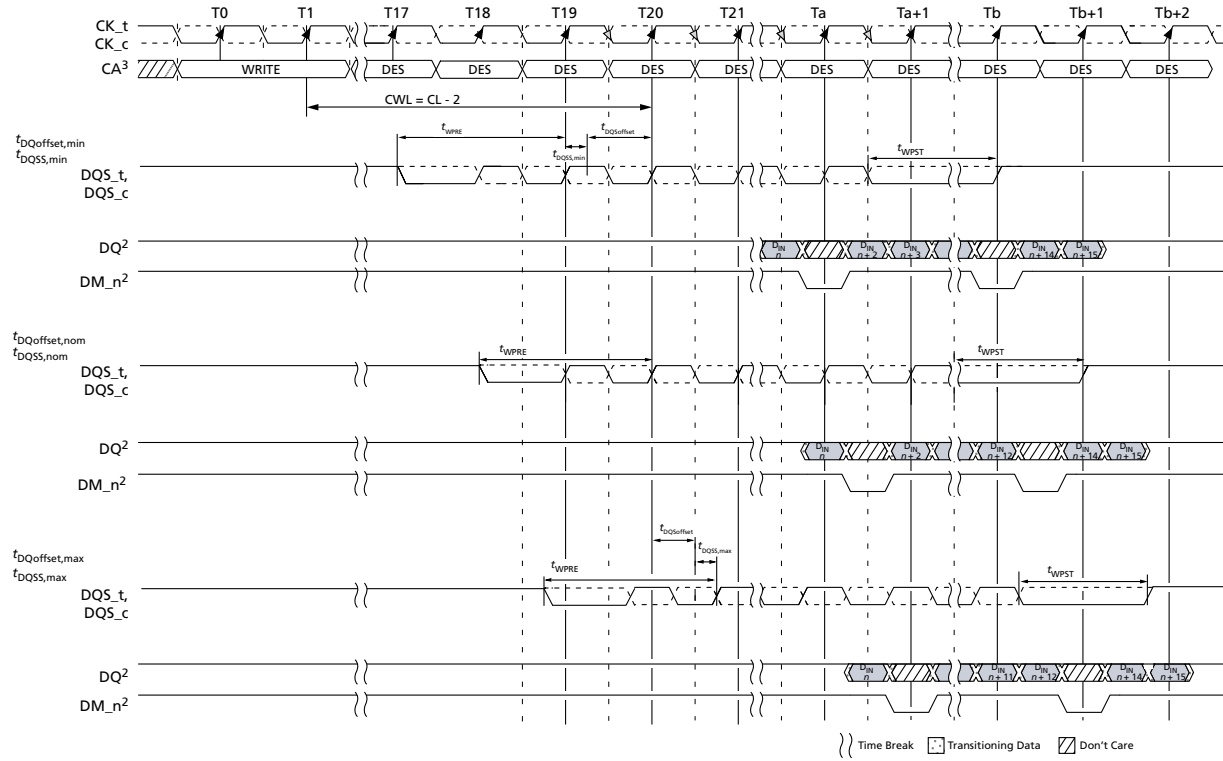 T0 T1 T17 T18 T19 T20 T21 Ta Ta+1 Tb Tb+1 Tb+2
CK_t
CK_c
CA3 WRITE DES DES DES DES DES DES DES DES DES DES
CWL = CL - 2
tDQoffset,min
tDQSS,min
tWPRE tDQSS,min tDQSoffset tWPST
DQS_t,
DQS_c
DQ2 DIN n DIN n + 2 DIN n + 3 DIN n + 14 DIN n + 15
DM_n2
tDQoffset,nom
tDQSS,nom
tWPRE tWPST
DQS_t,
DQS_c
DQ2 DIN n DIN n + 2 DIN n + 12 DIN n + 14 DIN n + 15
DM_n2
tDQoffset,max
tDQSS,max
tWPRE tDQSoffset tDQSS,max tWPST
DQS_t,
DQS_c
DQ2 DIN n DIN n + 11 DIN n + 12 DIN n + 14 DIN n + 15
DM_n2
Time Break Transitioning Data Don't Care